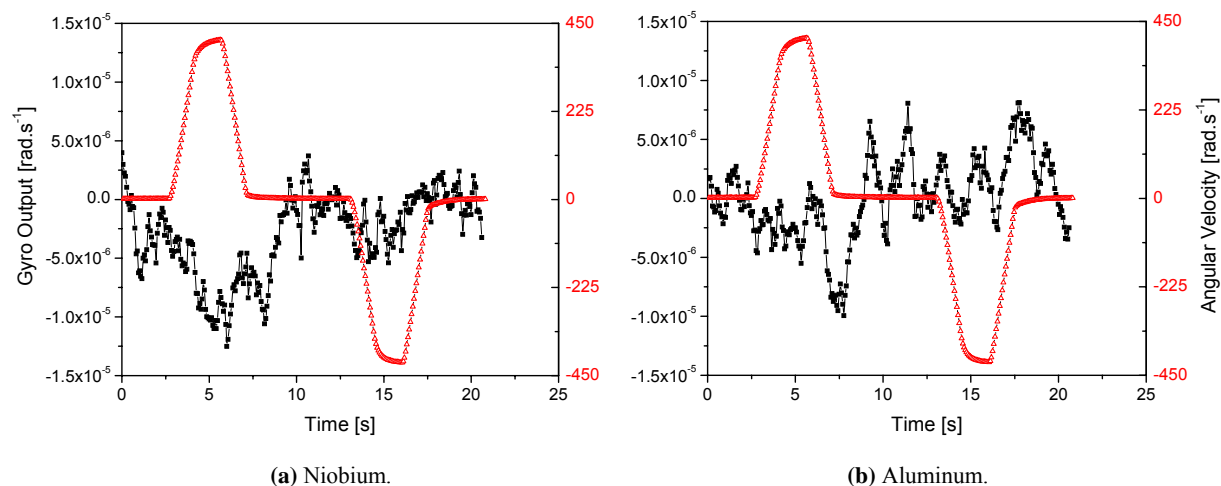 1.5x10⁻⁵
1.0x10⁻⁵
5.0x10⁻⁶
0.0
-5.0x10⁻⁶
-1.0x10⁻⁵
-1.5x10⁻⁵
Gyro Output [rad.s⁻¹]
0 5 10 15 20 25
Time [s]
450
225
0
-225
-450
(a) Niobium.
1.5x10⁻⁵
1.0x10⁻⁵
5.0x10⁻⁶
0.0
-5.0x10⁻⁶
-1.0x10⁻⁵
-1.5x10⁻⁵
0 5 10 15 20 25
Time [s]
450
225
0
-225
-450
Angular Velocity [rad.s⁻¹]
(b) Aluminum.